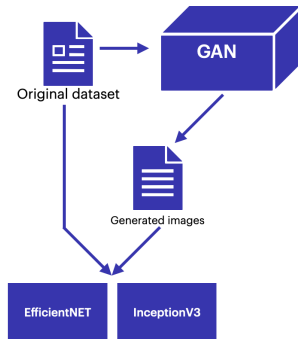 GAN
Original dataset
Generated images
EfficientNET
InceptionV3